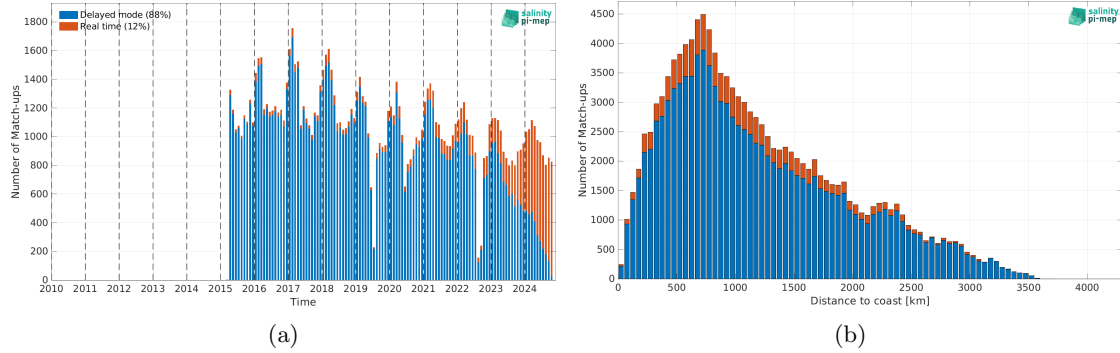 Delayed mode (88%)
Real time (12%)
salinity
pi-mep
Number of Match-ups
1800
1600
1400
1200
1000
800
600
400
200
0
2010 2011 2012 2013 2014 2015 2016 2017 2018 2019 2020 2021 2022 2023 2024
Time
(a)
salinity
pi-mep
Number of Match-ups
4500
4000
3500
3000
2500
2000
1500
1000
500
0
0 500 1000 1500 2000 2500 3000 3500 4000
Distance to coast [km]
(b)